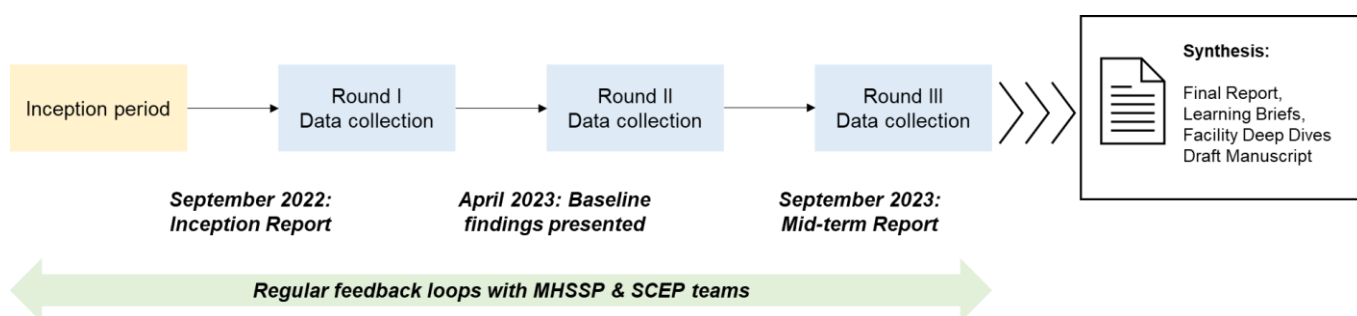 Inception period
Round I
Data collection
Round II
Data collection
Round III
Data collection
Synthesis:
Final Report,
Learning Briefs,
Facility Deep Dives
Draft Manuscript
September 2022:
Inception Report
April 2023: Baseline
findings presented
September 2023:
Mid-term Report
Regular feedback loops with MHSSP & SCEP teams